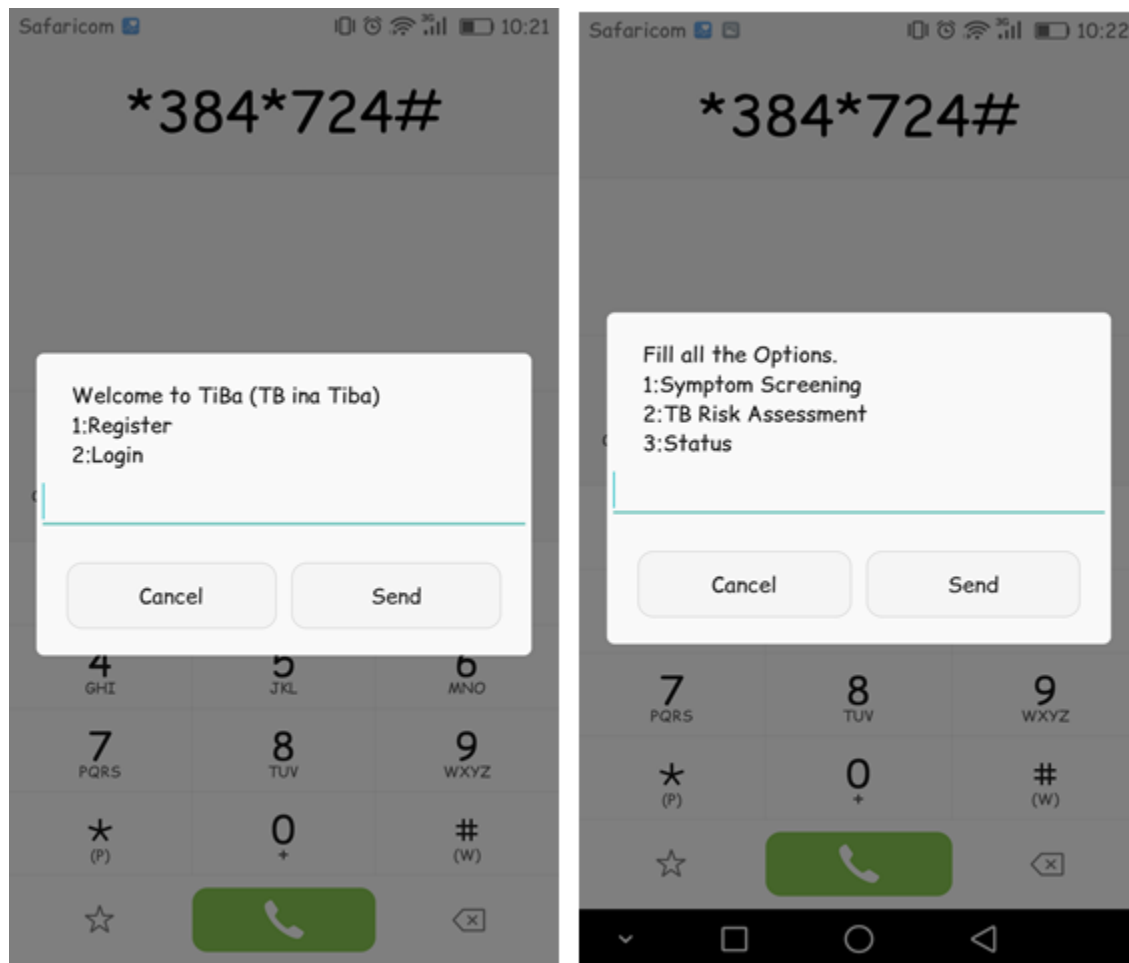 Safaricom 3G 10:21
*384*724#
Welcome to TiBa (TB ina Tiba)
1:Register
2:Login
Cancel Send
4 5 6
GHI JKL MNO
7 8 9
PQRS TUV WXYZ
* 0 #
(P) + (W)
Safaricom 3G 10:22
*384*724#
Fill all the Options.
1:Symptom Screening
2:TB Risk Assessment
3:Status
Cancel Send
7 8 9
PQRS TUV WXYZ
* 0 #
(P) + (W)